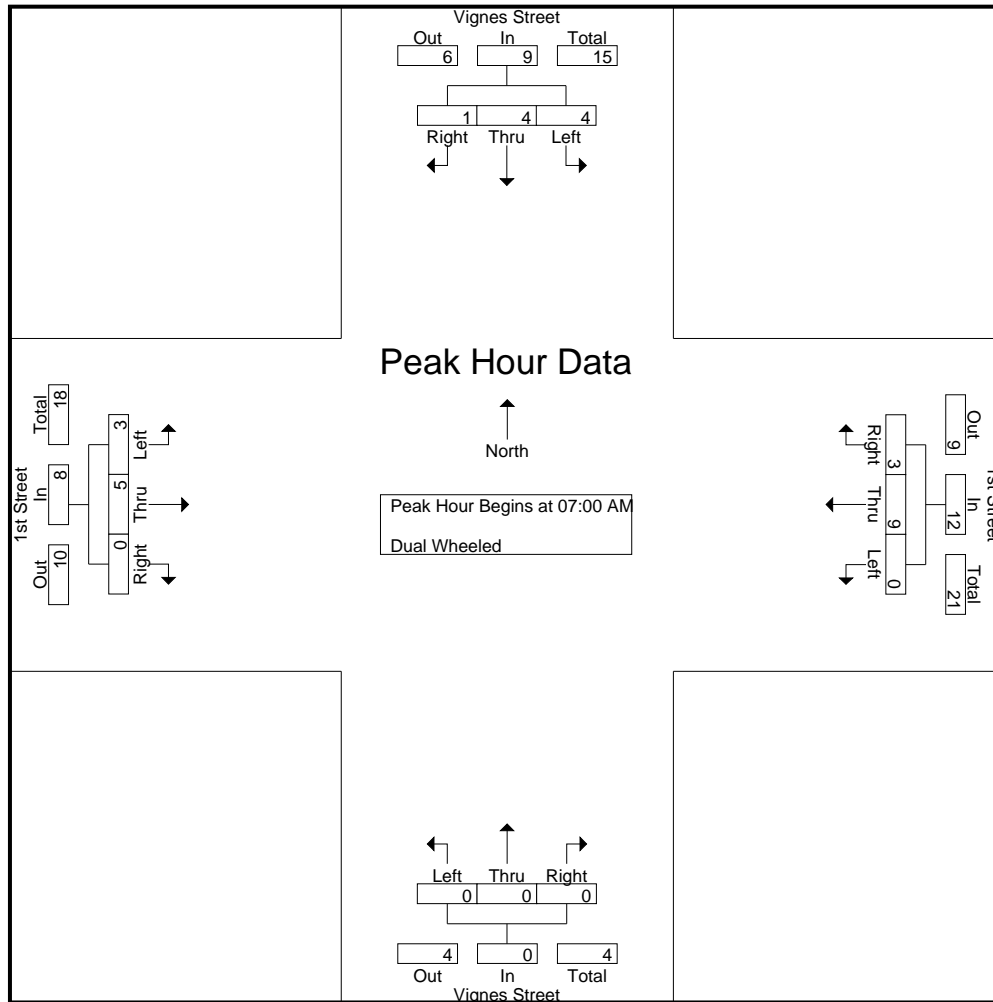 Vignes Street
Out In Total
6 9 15
1 4 4
Right Thru Left
Peak Hour Data
North
Peak Hour Begins at 07:00 AM
Dual Wheeled
1st Street
Total In Out
18 8 10
3 5 0
Left Thru Right
Right Thru Left
3 9 0
Out In Total
9 12 21
1st Street
Left Thru Right
0 0 0
4 0 4
Out In Total
Vignes Street